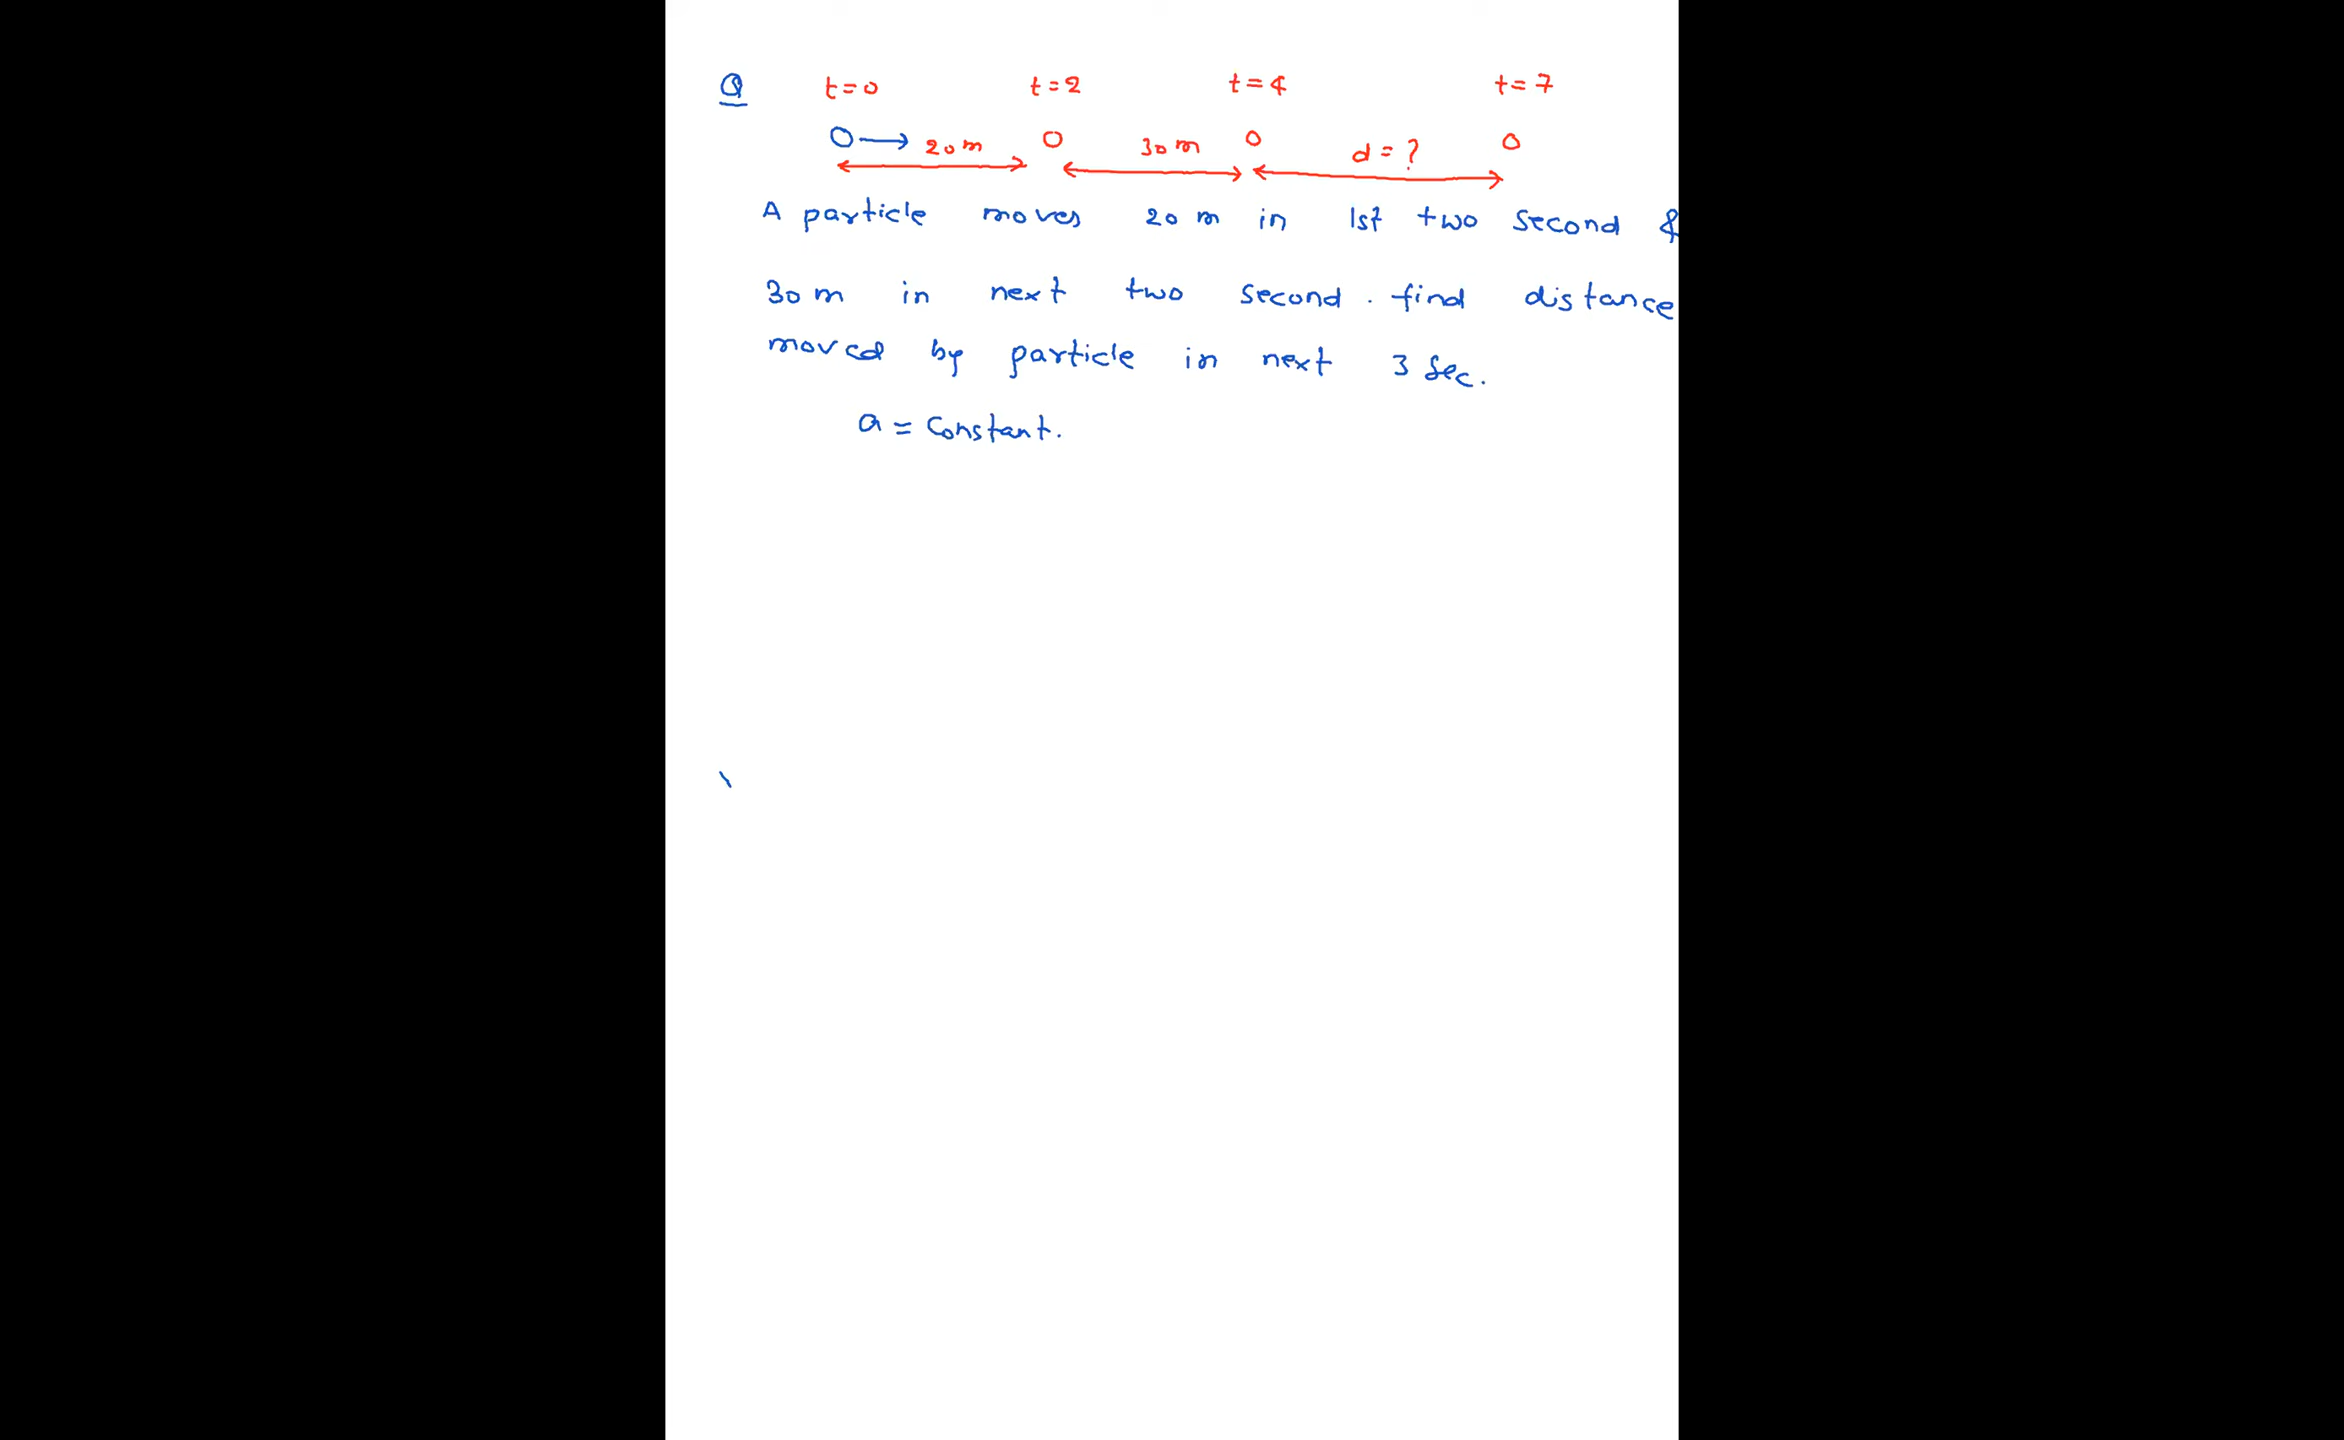 Q t=0 t=2 t=4 t=7
20m 30m d=?
A particle moves 20 m in 1st two second &
30m in next two second. find distance
moved by particle in next 3 sec.
a = constant.